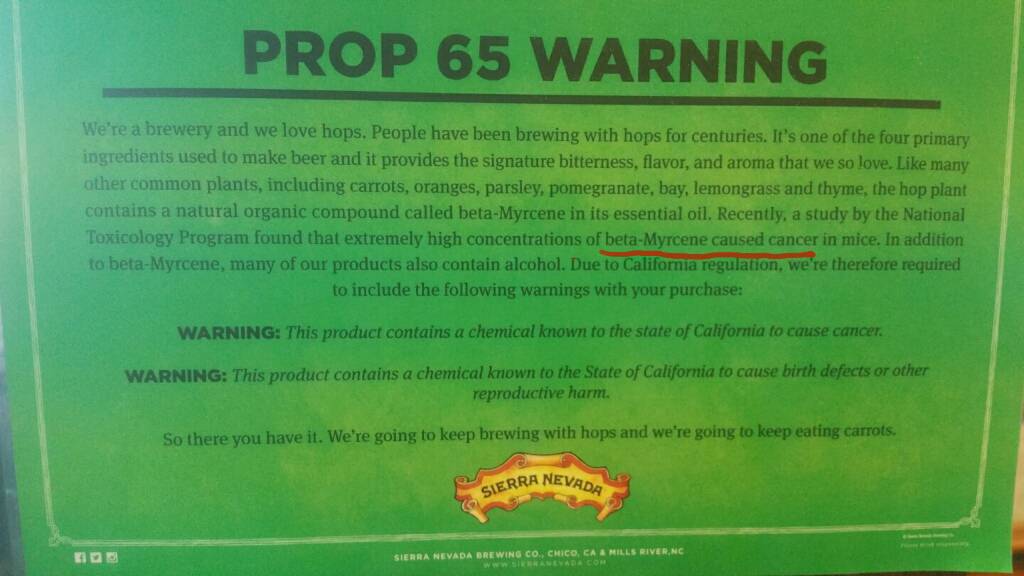 PROP 65 WARNING
We're a brewery and we love hops. People have been brewing with hops for centuries. It's one of the four primary
ingredients used to make beer and it provides the signature bitterness, flavor, and aroma that we so love. Like many
other common plants, including carrots, oranges, parsley, pomegranate, bay, lemongrass and thyme, the hop plant
contains a natural organic compound called beta-Myrcene in its essential oil. Recently, a study by the National
Toxicology Program found that extremely high concentrations of beta-Myrcene caused cancer in mice. In addition
to beta-Myrcene, many of our products also contain alcohol. Due to California regulation, we're therefore required
to include the following warnings with your purchase:
WARNING: This product contains a chemical known to the state of California to cause cancer.
WARNING: This product contains a chemical known to the State of California to cause birth defects or other
reproductive harm.
So there you have it. We're going to keep brewing with hops and we're going to keep eating carrots.
SIERRA NEVADA
SIERRA NEVADA BREWING CO., CHICO, CA & MILLS RIVER, NC
WWW.SIERRANEVADA.COM